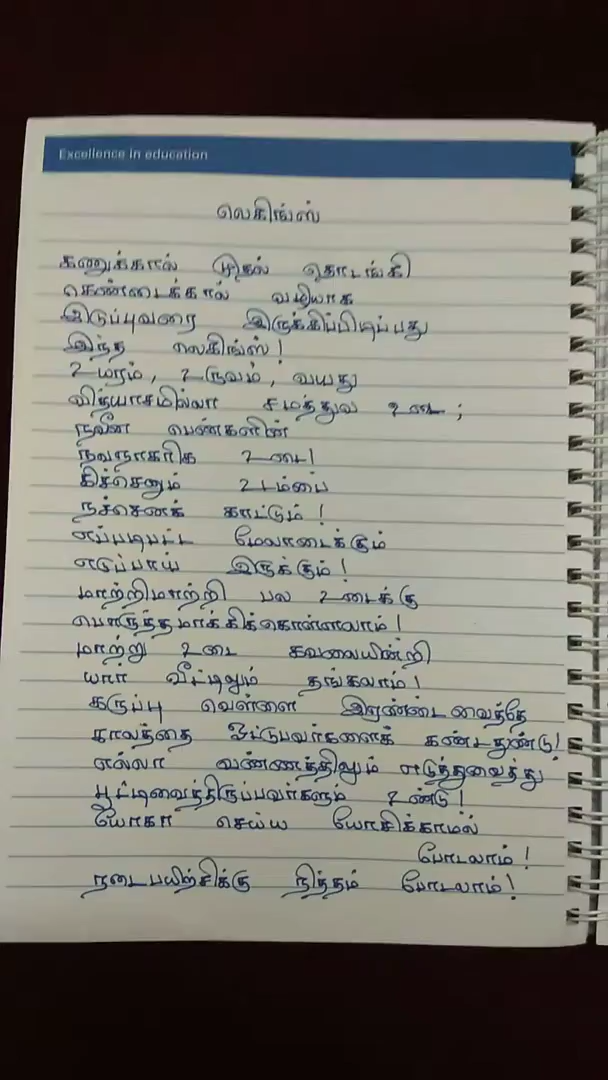 Excellence in education
லெகிங்ஸ்
கணுக்கால் முதல் தொடங்கி
கெண்டைக்கால் வழியாக
இடுப்புவரை இருக்கிப்பிடிப்பது
இந்த லெகிங்ஸ்!
உயரம், உருவம், வயது
வித்யாசமில்லா சமத்துவ உடை;
நவீன பெண்களின்
நவநாகரிக உடை!
கிச்செனும் உடம்பை
நச்செனக் காட்டும்!
எப்படிபட்ட மேலாடைக்கும்
எடுப்பாய் இருக்கும்!
மாற்றிமாற்றி பல உடைக்கு
பொருத்தமாக்கிக்கொள்ளலாம்!
மாற்று உடை கவலையின்றி
யார் வீட்டிலும் தங்கலாம்!
கருப்பு வெள்ளை இரண்டை வைத்தே
காலத்தை ஓட்டுபவர்களைக் கண்டதுண்டு!
எல்லா வண்ணத்திலும் எடுத்துவைத்து
பூட்டிவைத்திருப்பவர்களும் உண்டு!
யோகா செய்ய யோசிக்காமல்
போடலாம்!
நடைபயிற்சிக்கு நித்தம் போடலாம்!